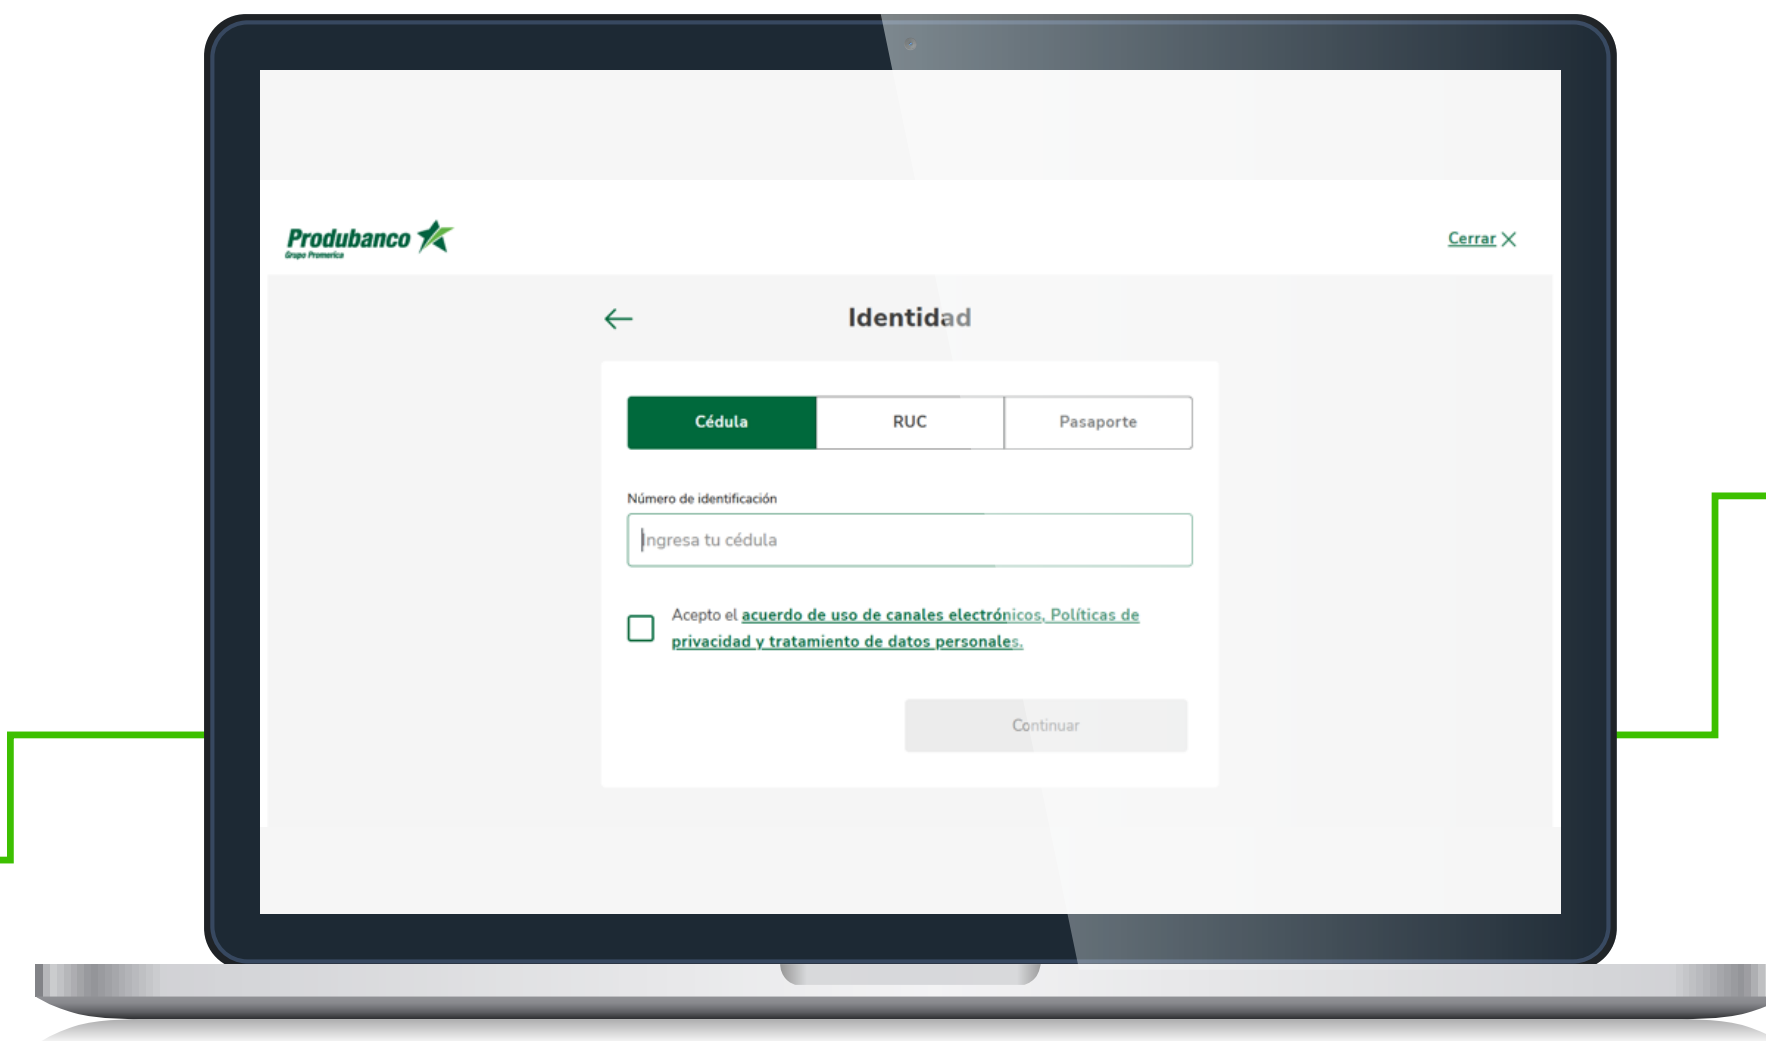 Produbanco
Grupo Promerica
Cerrar
Identidad
Cédula
RUC
Pasaporte
Número de identificación
Ingresa tu cédula
Acepto el acuerdo de uso de canales electrónicos, Políticas de
privacidad y tratamiento de datos personales.
Continuar